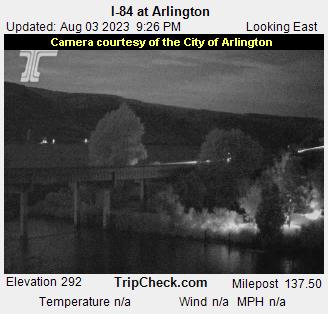 I-84 at Arlington
Updated: Aug 03 2023 9:26 PM Looking East
Camera courtesy of the City of Arlington
Elevation 292 TripCheck.com Milepost 137.50
Temperature n/a Wind n/a MPH n/a